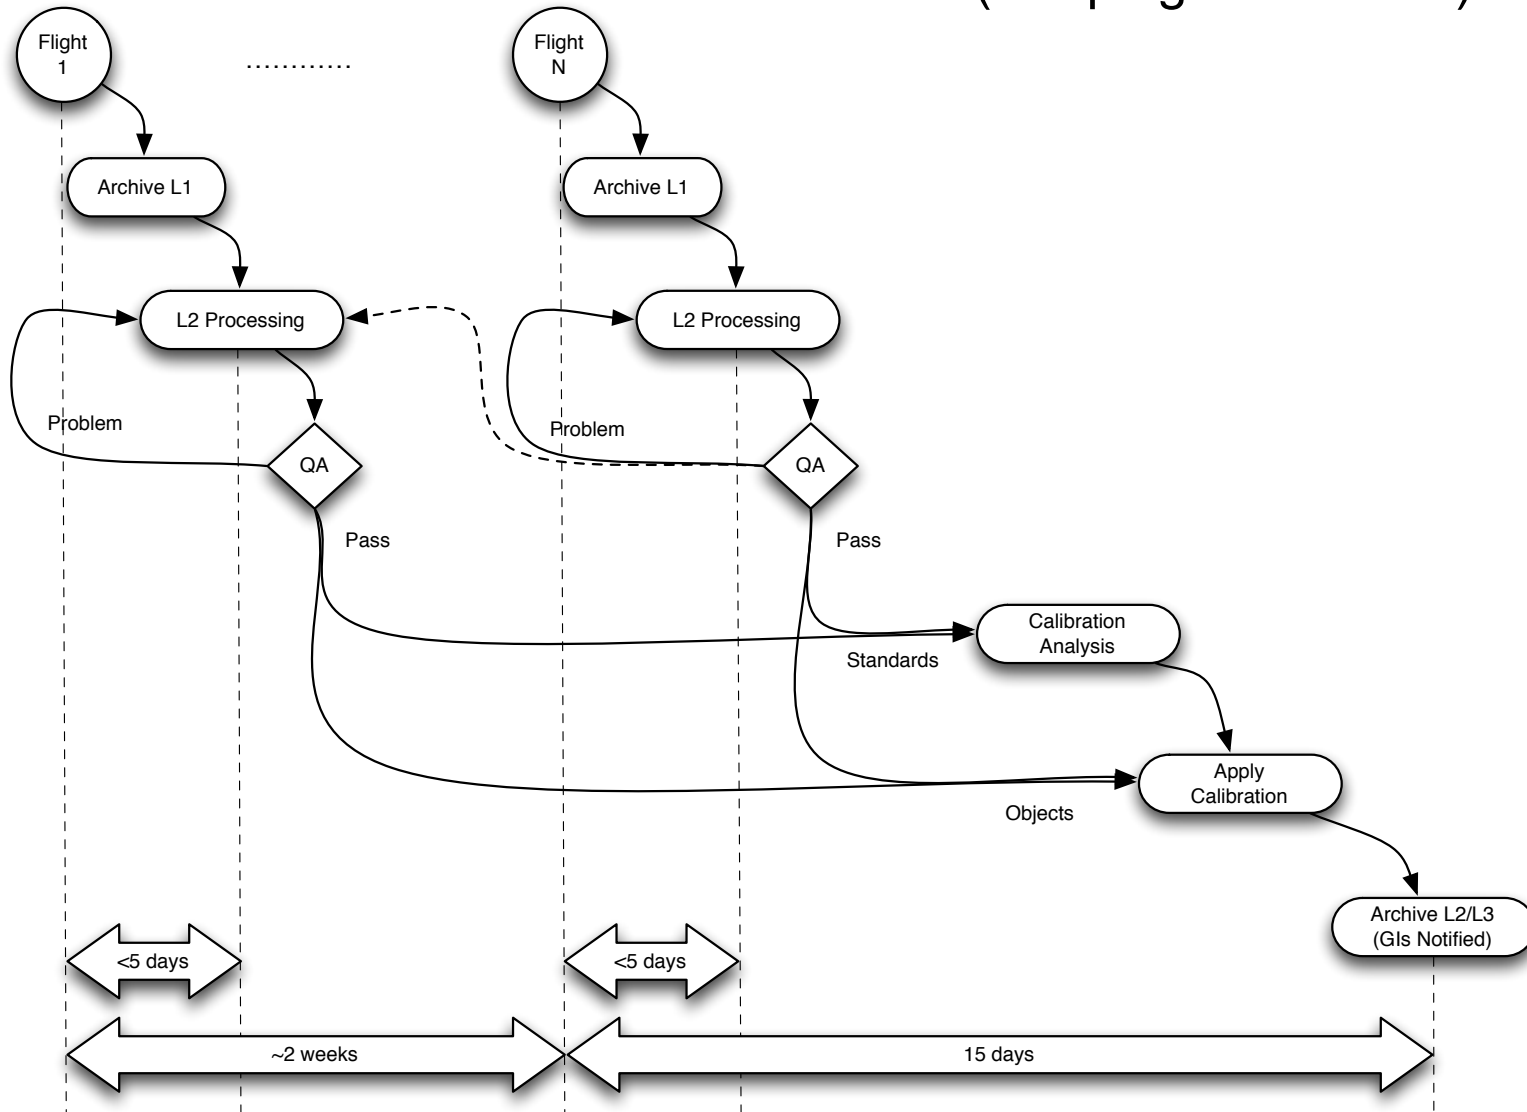 Flight
1
............
Flight
N
Archive L1
Archive L1
L2 Processing
L2 Processing
Problem
Problem
QA
QA
Pass
Pass
Calibration
Analysis
Standards
Apply
Calibration
Objects
Archive L2/L3
(GIs Notified)
<5 days
<5 days
~2 weeks
15 days